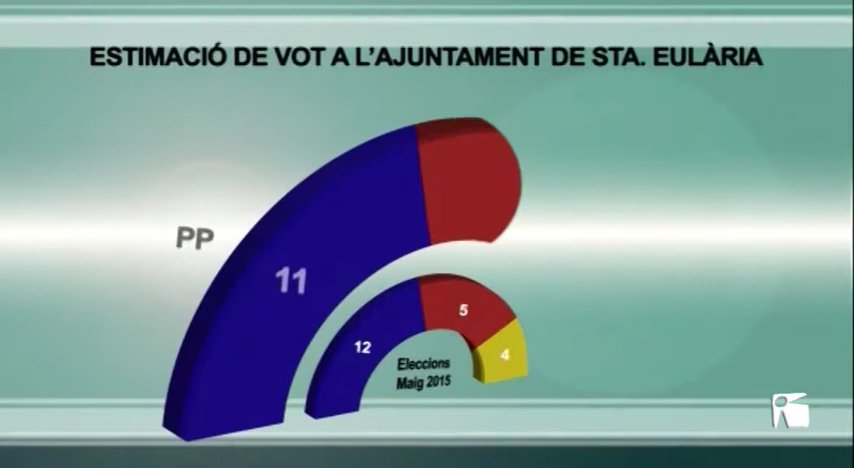 ESTIMACIÓ DE VOT A L'AJUNTAMENT DE STA. EULÀRIA
PP
11
12
5
4
Eleccions
Maig 2015